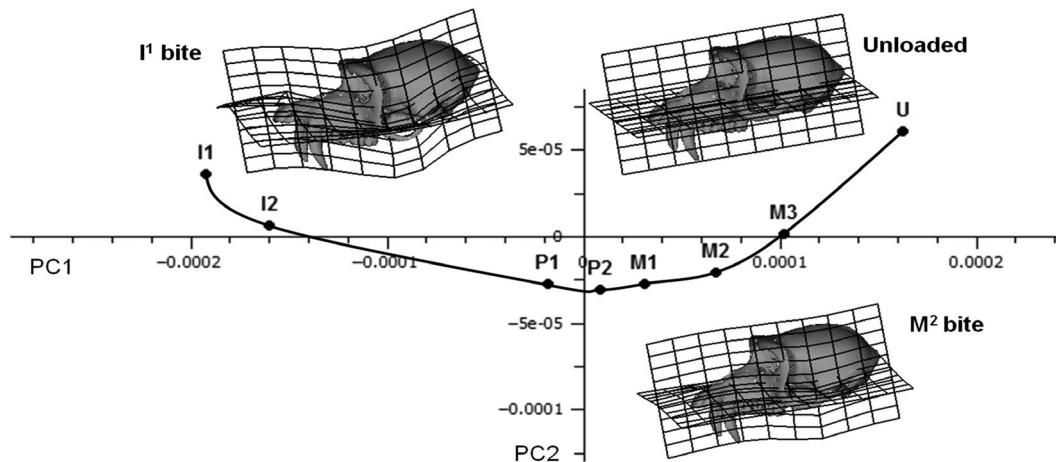 I¹ bite
Unloaded
U
5e-05
I1
I2
M3
0
PC1
−0.0002
−0.0001
P1
0
P2
M1
M2
0.0001
0.0002
−5e-05
M² bite
−0.0001
PC2